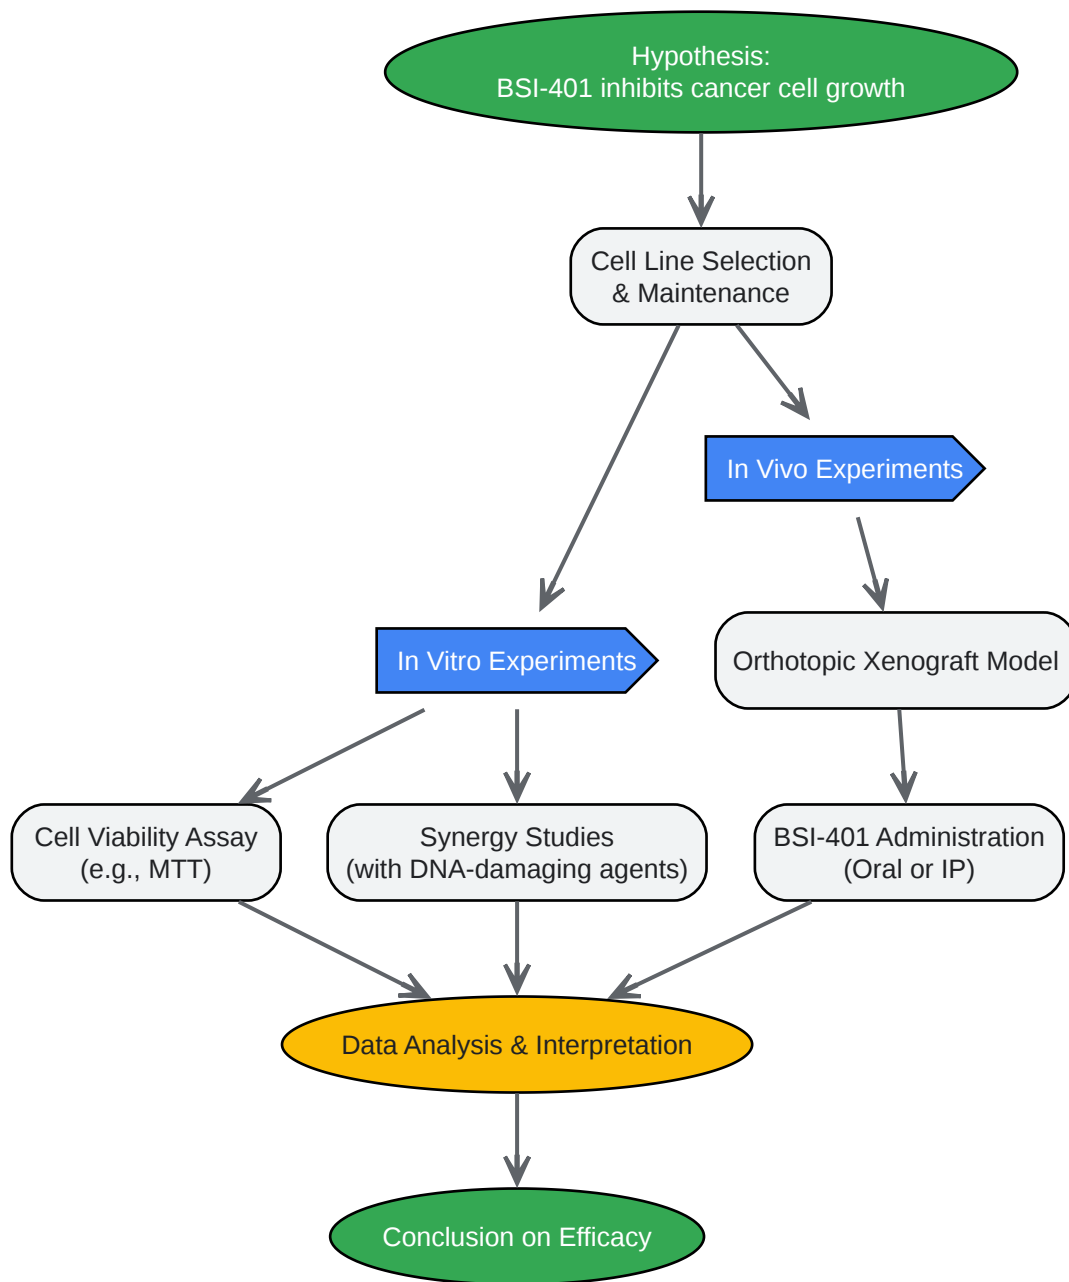 Hypothesis:
BSI-401 inhibits cancer cell growth
Cell Line Selection
& Maintenance
In Vivo Experiments
In Vitro Experiments
Orthotopic Xenograft Model
Cell Viability Assay
(e.g., MTT)
Synergy Studies
(with DNA-damaging agents)
BSI-401 Administration
(Oral or IP)
Data Analysis & Interpretation
Conclusion on Efficacy